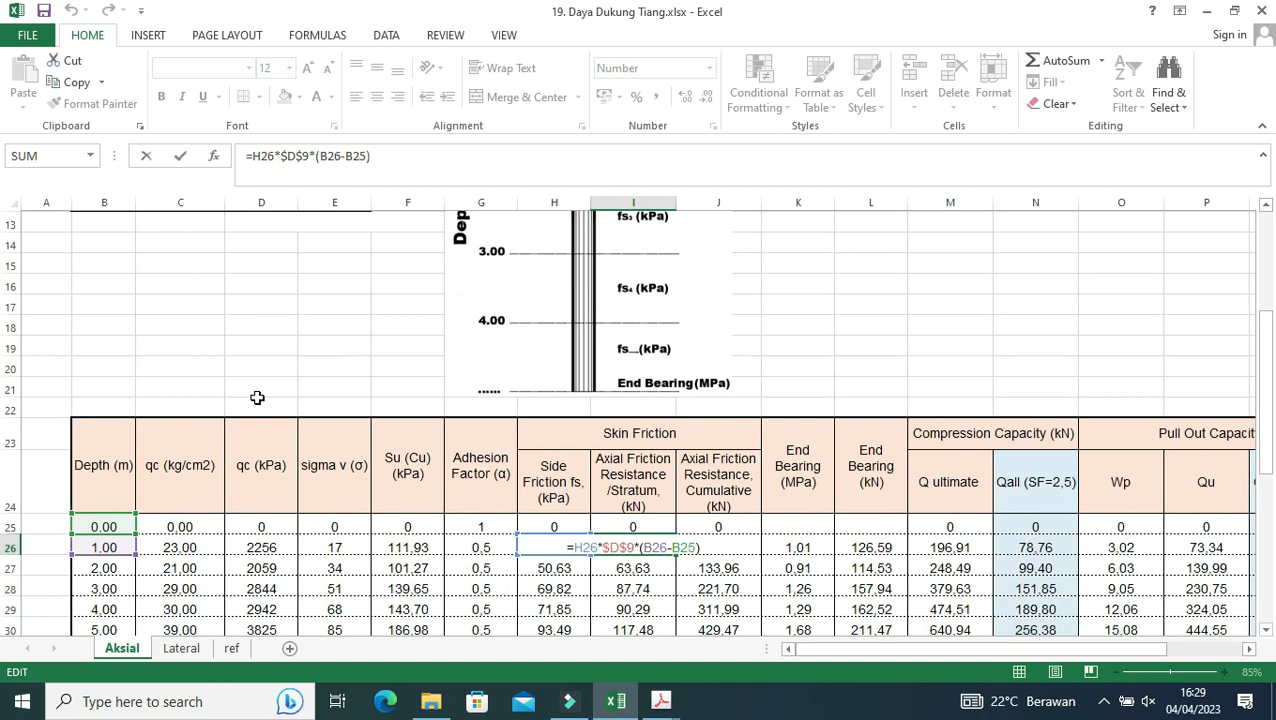 19. Daya Dukung Tiang.xlsx - Excel
FILE HOME INSERT PAGE LAYOUT FORMULAS DATA REVIEW VIEW Sign in
Paste Cut Copy Format Painter Clipboard
12 B I U A Font
Wrap Text Merge & Center Alignment
Number % Number
Conditional Formatting Format as Table Cell Styles Styles
Insert Delete Format Cells
AutoSum Fill Clear Sort & Filter Find & Select Editing
SUM =H26*$D$9*(B26-B25)
A B C D E F G H I J K L M N O P
13
14
15
16
17
18
19
20
21
22
23
24
25
26
27
28
29
30
fs₃ (kPa)
3.00
fs₄ (kPa)
4.00
fs....(kPa)
End Bearing(MPa)
......
Depth (m) qc (kg/cm2) qc (kPa) sigma v (σ) Su (Cu) (kPa) Adhesion Factor (α) Skin Friction End Bearing (MPa) End Bearing (kN) Compression Capacity (kN) Pull Out Capacit
Side Friction fs, (kPa) Axial Friction Resistance /Stratum, (kN) Axial Friction Resistance, Cumulative (kN) Q ultimate Qall (SF=2,5) Wp Qu
0.00 0.00 0 0 0 1 0 0 0 0 0 0 0
1.00 23,00 2256 17 111,93 0.5 =H26*$D$9*(B26-B25) 1,01 126,59 196,91 78,76 3,02 73,34
2,00 21,00 2059 34 101,27 0.5 50,63 63,63 133,96 0,91 114,53 248,49 99,40 6,03 139,99
3,00 29,00 2844 51 139,65 0.5 69,82 87,74 221,70 1,26 157,94 379,63 151,85 9,05 230,75
4,00 30,00 2942 68 143,70 0.5 71,85 90,29 311,99 1,29 162,52 474,51 189,80 12,06 324,05
5,00 39,00 3825 85 186,98 0.5 93,49 117,48 429,47 1,68 211,47 640,94 256,38 15,08 444,55
Aksial Lateral ref
EDIT 85%
Type here to search 22°C Berawan 16:29
04/04/2023